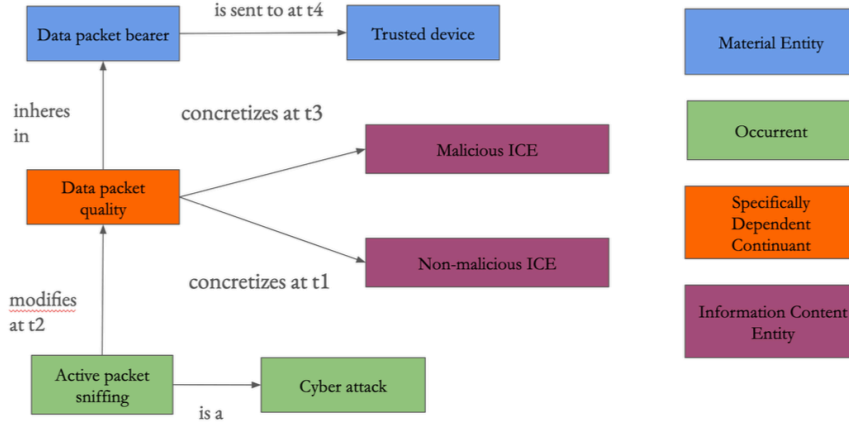 is sent to at t4
Data packet bearer
Trusted device
Material Entity
inheres
in
concretizes at t3
Malicious ICE
Occurrent
Data packet
quality
Specifically
Dependent
Continuant
Non-malicious ICE
concretizes at t1
modifies
at t2
Information Content
Entity
Active packet
sniffing
Cyber attack
is a